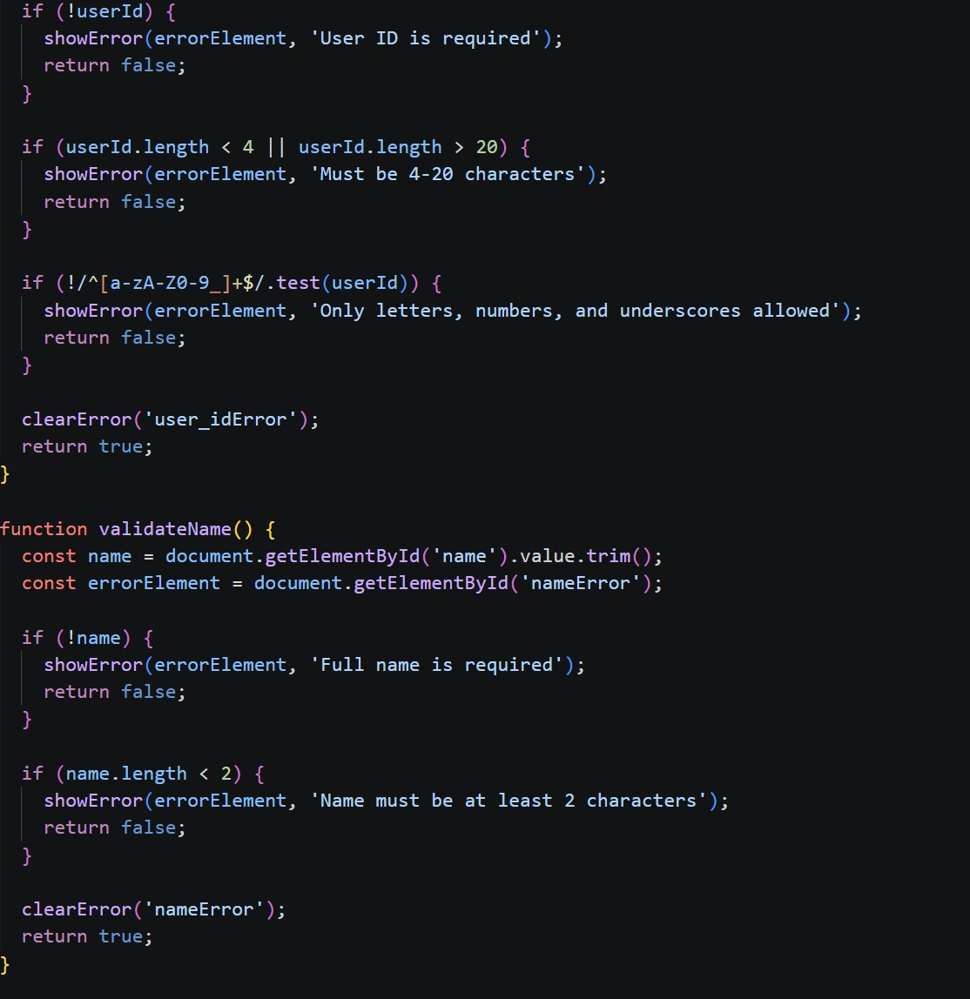 if (!userId) {
showError(errorElement, 'User ID is required');
return false;
}
if (userId.length < 4 || userId.length > 20) {
showError(errorElement, 'Must be 4-20 characters');
return false;
}
if (!/^[a-zA-Z0-9_]+$/.test(userId)) {
showError(errorElement, 'Only letters, numbers, and underscores allowed');
return false;
}
clearError('user_idError');
return true;
}
function validateName() {
const name = document.getElementById('name').value.trim();
const errorElement = document.getElementById('nameError');
if (!name) {
showError(errorElement, 'Full name is required');
return false;
}
if (name.length < 2) {
showError(errorElement, 'Name must be at least 2 characters');
return false;
}
clearError('nameError');
return true;
}